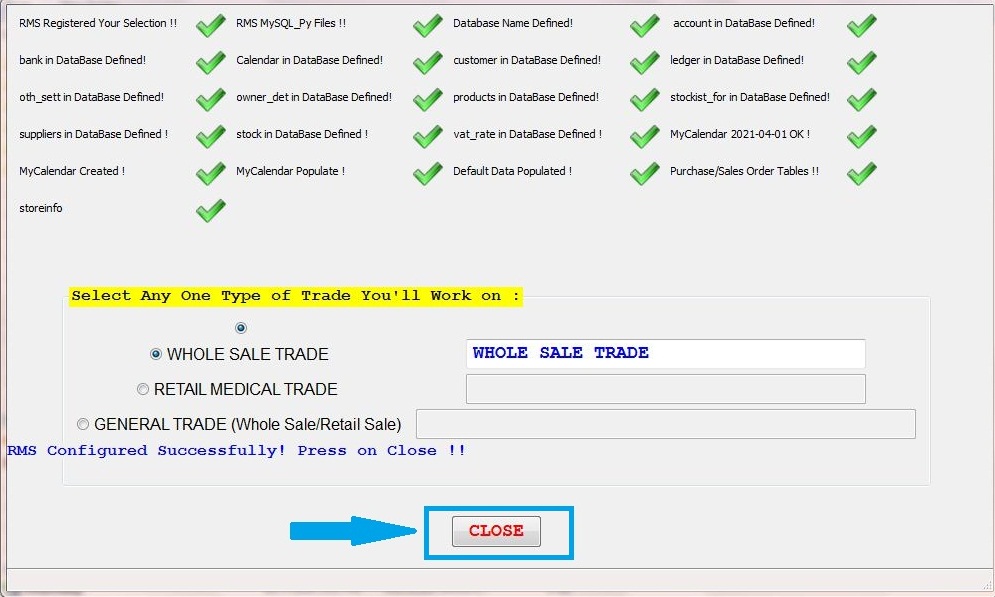 RMS Registered Your Selection !! RMS MySQL_Py Files !! Database Name Defined! account in DataBase Defined!
bank in DataBase Defined! Calendar in DataBase Defined! customer in DataBase Defined! ledger in DataBase Defined!
oth_sett in DataBase Defined! owner_det in DataBase Defined! products in DataBase Defined! stockist_for in DataBase Defined!
suppliers in DataBase Defined ! stock in DataBase Defined ! vat_rate in DataBase Defined ! MyCalendar 2021-04-01 OK !
MyCalendar Created ! MyCalendar Populate ! Default Data Populated ! Purchase/Sales Order Tables !!
storeinfo
Select Any One Type of Trade You'll Work on :
WHOLE SALE TRADE WHOLE SALE TRADE
RETAIL MEDICAL TRADE
GENERAL TRADE (Whole Sale/Retail Sale)
RMS Configured Successfully! Press on Close !!
CLOSE